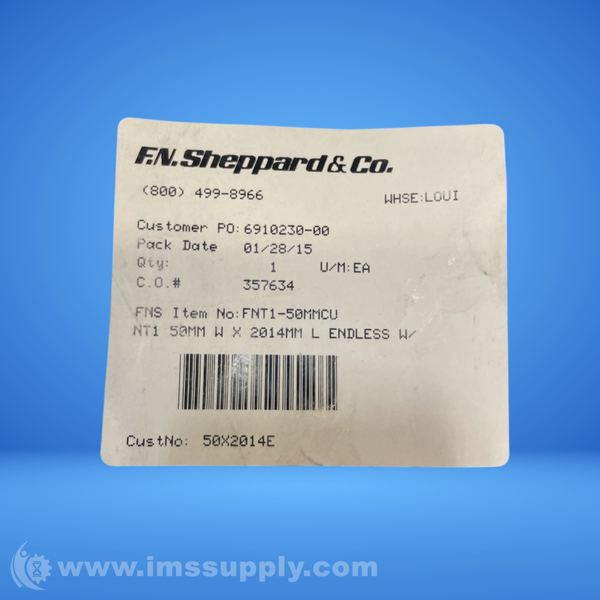 F.N. Sheppard & Co.
(800) 499-8966 WHSE:LOUI
Customer PO: 6910230-00
Pack Date 01/28/15
Qty: 1 U/M:EA
C.O.# 357634
FNS Item No:FNT1-50MMCU
NT1 50MM W X 2014MM L ENDLESS W/
CustNo: 50X2014E
www.imssupply.com